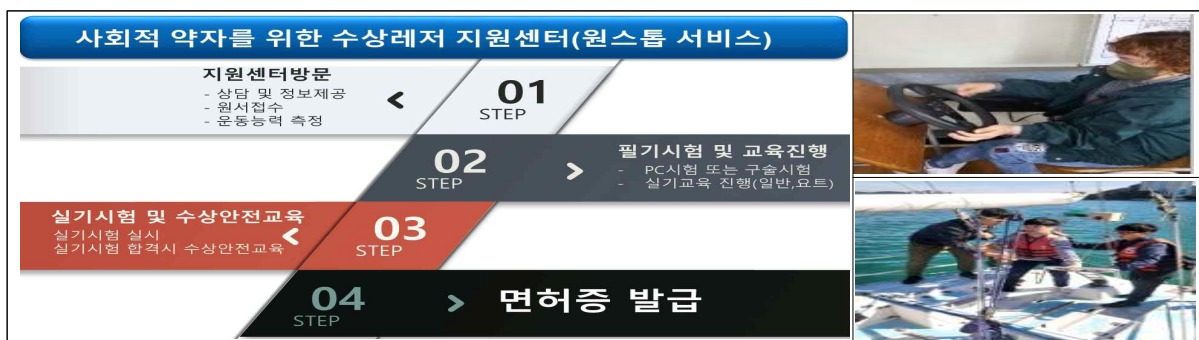 사회적 약자를 위한 수상레저 지원센터(원스톱 서비스)
지원센터방문
- 상담 및 정보제공
- 원서접수
- 운동능력 측정
01
STEP
02
STEP
필기시험 및 교육진행
- PC시험 또는 구술시험
- 실기교육 진행(일반,요트)
실기시험 및 수상안전교육
실기시험 실시
실기시험 합격시 수상안전교육
03
STEP
04
STEP
면허증 발급